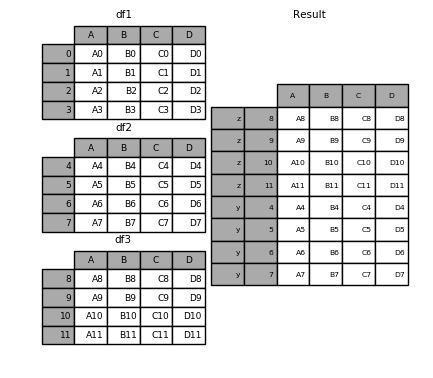 df1
A B C D
0 A0 B0 C0 D0
1 A1 B1 C1 D1
2 A2 B2 C2 D2
3 A3 B3 C3 D3
df2
A B C D
4 A4 B4 C4 D4
5 A5 B5 C5 D5
6 A6 B6 C6 D6
7 A7 B7 C7 D7
df3
A B C D
8 A8 B8 C8 D8
9 A9 B9 C9 D9
10 A10 B10 C10 D10
11 A11 B11 C11 D11
Result
A B C D
z 8 A8 B8 C8 D8
z 9 A9 B9 C9 D9
z 10 A10 B10 C10 D10
z 11 A11 B11 C11 D11
y 4 A4 B4 C4 D4
y 5 A5 B5 C5 D5
y 6 A6 B6 C6 D6
y 7 A7 B7 C7 D7